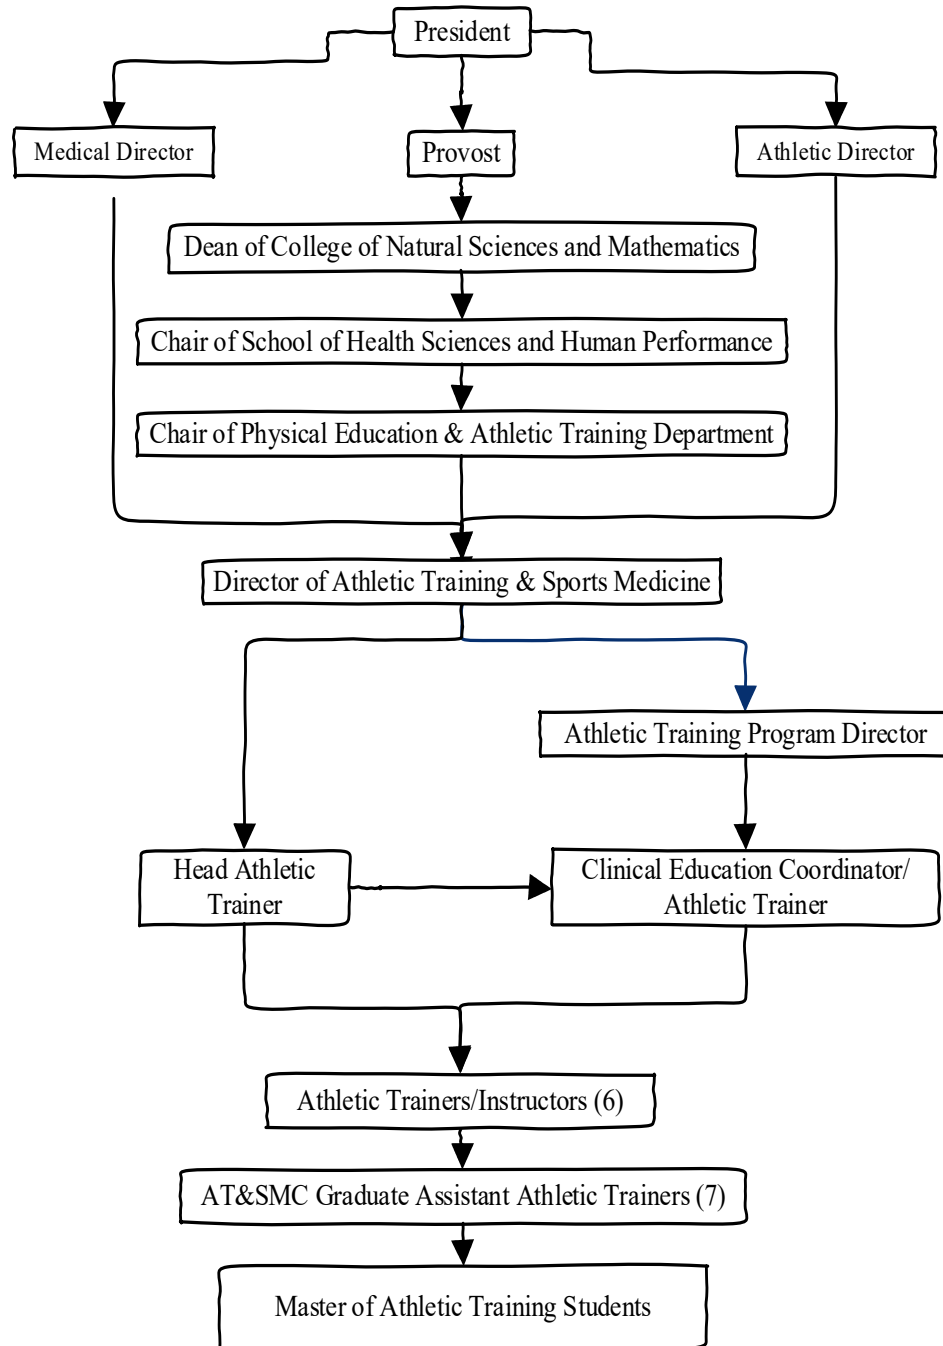 President
Medical Director
Provost
Athletic Director
Dean of College of Natural Sciences and Mathematics
Chair of School of Health Sciences and Human Performance
Chair of Physical Education & Athletic Training Department
Director of Athletic Training & Sports Medicine
Athletic Training Program Director
Head Athletic
Trainer
Clinical Education Coordinator/
Athletic Trainer
Athletic Trainers/Instructors (6)
AT&SMC Graduate Assistant Athletic Trainers (7)
Master of Athletic Training Students